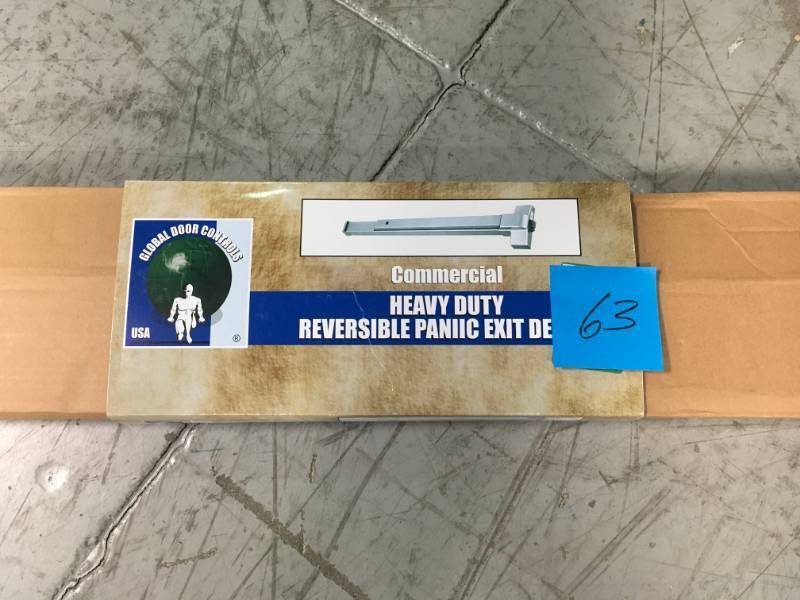 GLOBAL DOOR CONTROLS
USA
®
Commercial
HEAVY DUTY
REVERSIBLE PANIIC EXIT DE
63